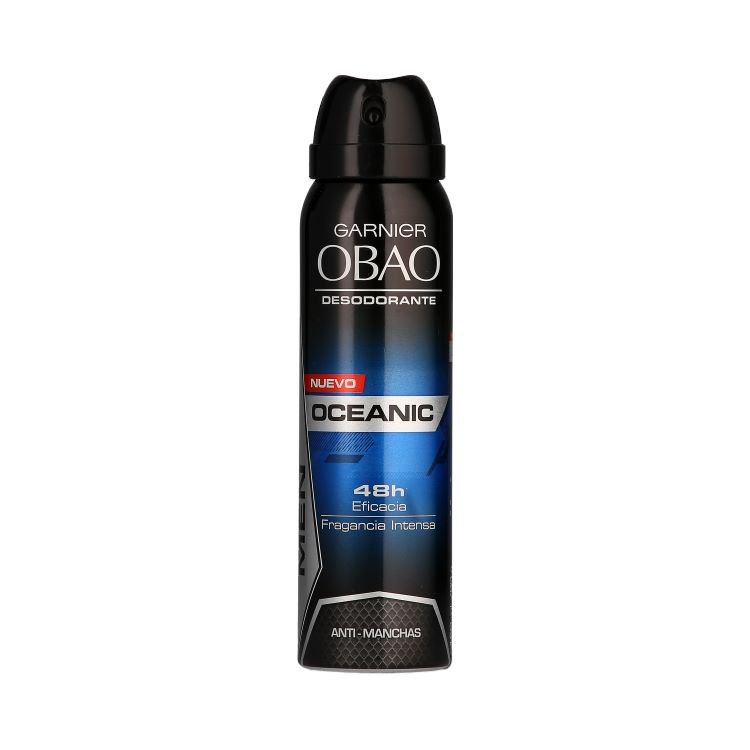 GARNIER
OBAO
DESODORANTE
NUEVO
OCEANIC
MEN
48h
Eficacia
Fragancia Intensa
ANTI-MANCHAS